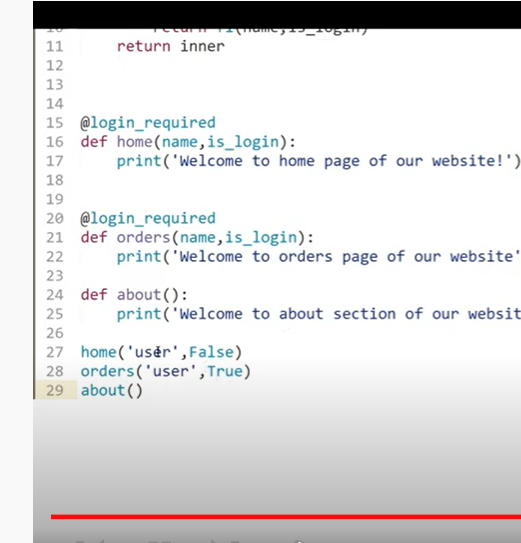 10 return f1(name,is_login)
11 return inner
12
13
14
15 @login_required
16 def home(name,is_login):
17 print('Welcome to home page of our website!')
18
19
20 @login_required
21 def orders(name,is_login):
22 print('Welcome to orders page of our website'
23
24 def about():
25 print('Welcome to about section of our websit
26
27 home('user',False)
28 orders('user',True)
29 about()